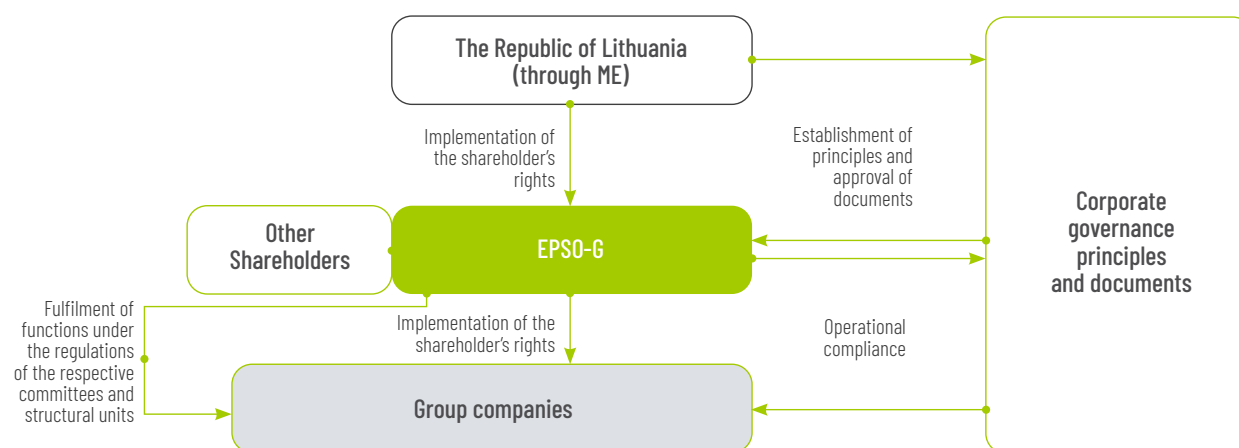 The Republic of Lithuania
(through ME)
Implementation of
the shareholder's
rights
Establishment of
principles and
approval of
documents
Corporate
governance
principles
and documents
Other
Shareholders
EPSO-G
Fulfilment of
functions under
the regulations
of the respective
committees and
structural units
Implementation of the
shareholder's rights
Operational
compliance
Group companies